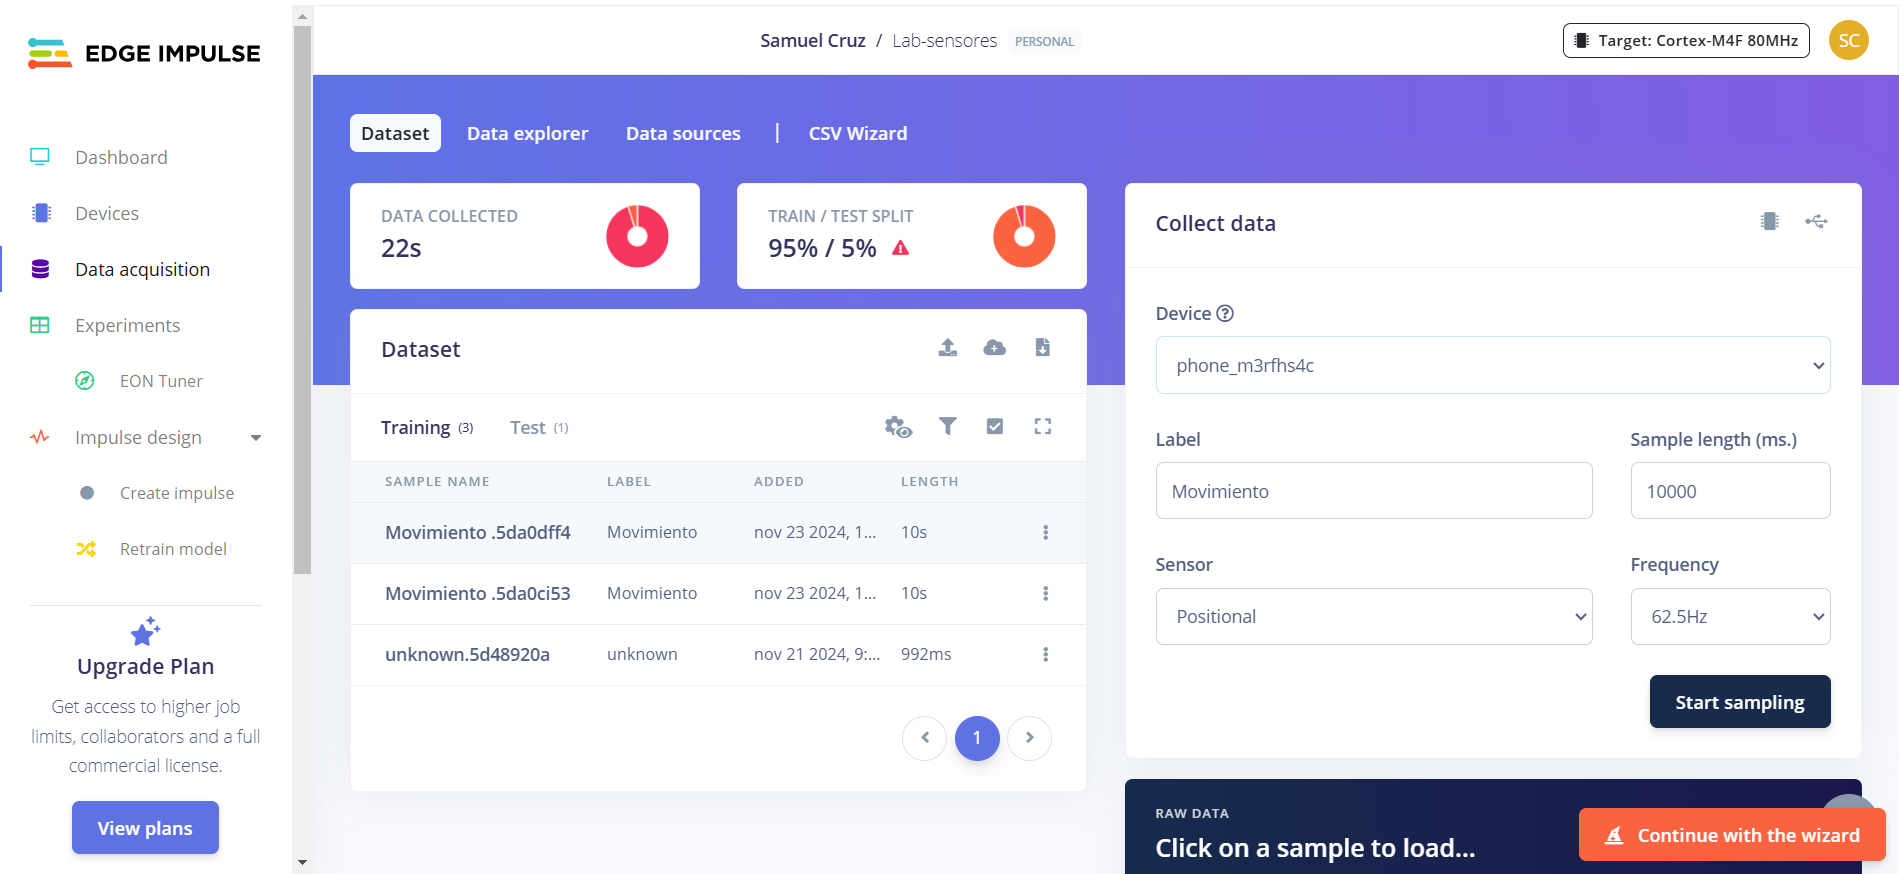 EDGE IMPULSE
Samuel Cruz / Lab-sensores PERSONAL
Target: Cortex-M4F 80MHz
SC
Dashboard
Devices
Data acquisition
Experiments
EON Tuner
Impulse design
Create impulse
Retrain model
Upgrade Plan
Get access to higher job
limits, collaborators and a full
commercial license.
View plans
Dataset Data explorer Data sources | CSV Wizard
DATA COLLECTED
22s
TRAIN / TEST SPLIT
95% / 5%
Dataset
Training (3) Test (1)
SAMPLE NAME LABEL ADDED LENGTH
Movimiento .5da0dff4 Movimiento nov 23 2024, 1... 10s
Movimiento .5da0ci53 Movimiento nov 23 2024, 1... 10s
unknown.5d48920a unknown nov 21 2024, 9:... 992ms
1
Collect data
Device
phone_m3rfhs4c
Label Sample length (ms.)
Movimiento 10000
Sensor Frequency
Positional 62.5Hz
Start sampling
RAW DATA
Click on a sample to load...
Continue with the wizard